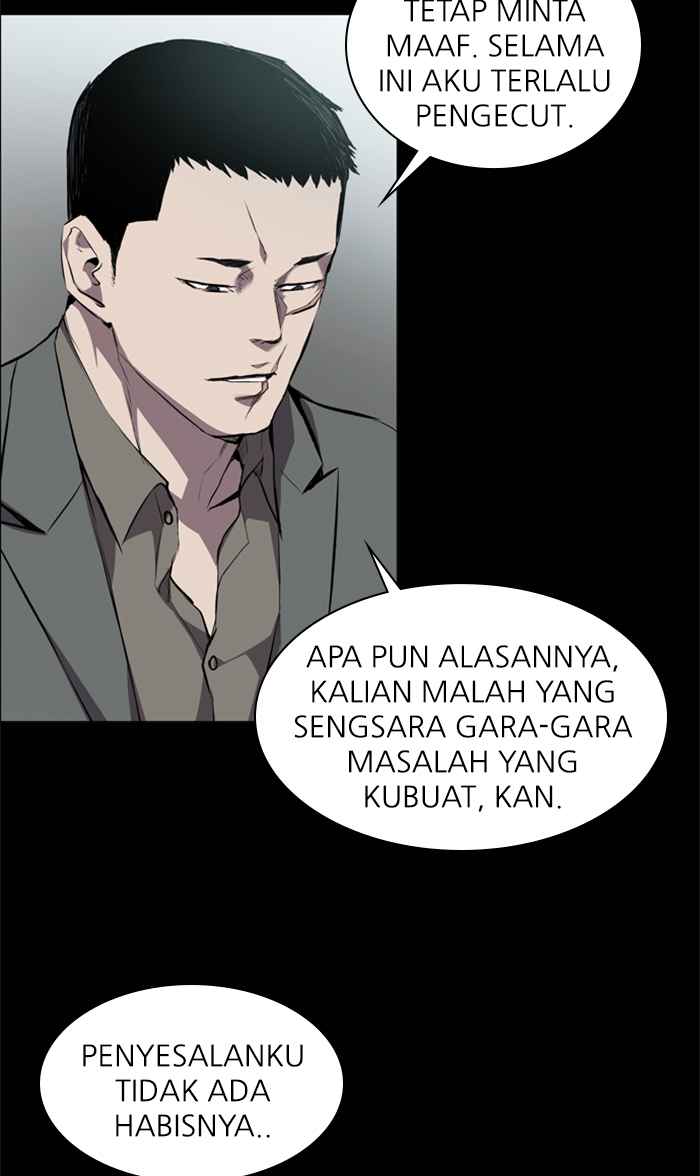 TETAP MINTA
MAAF. SELAMA
INI AKU TERLALU
PENGECUT.
APA PUN ALASANNYA,
KALIAN MALAH YANG
SENGSARA GARA-GARA
MASALAH YANG
KUBUAT, KAN.
PENYESALANKU
TIDAK ADA
HABISNYA..